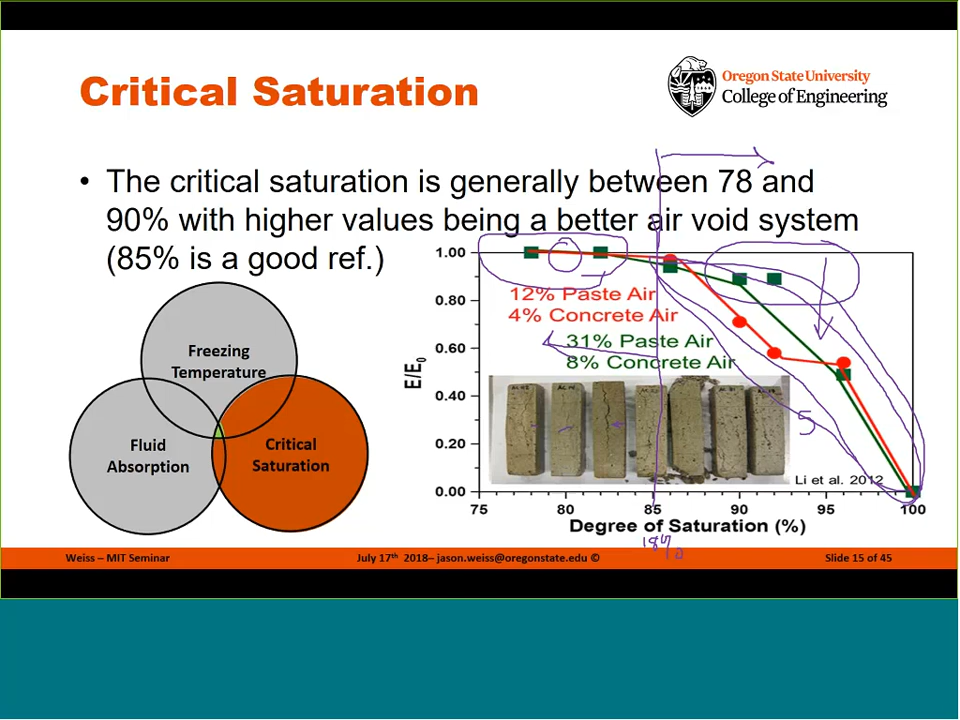 Critical Saturation
Oregon State University
College of Engineering
• The critical saturation is generally between 78 and
90% with higher values being a better air void system
(85% is a good ref.)
Freezing
Temperature
Fluid
Absorption
Critical
Saturation
E/E0
1.00
0.80
0.60
0.40
0.20
0.00
12% Paste Air
4% Concrete Air
31% Paste Air
8% Concrete Air
5
Li et al. 2012
75 80 85 90 95 100
Degree of Saturation (%)
Weiss – MIT Seminar
July 17th 2018– jason.weiss@oregonstate.edu ©
Slide 15 of 45